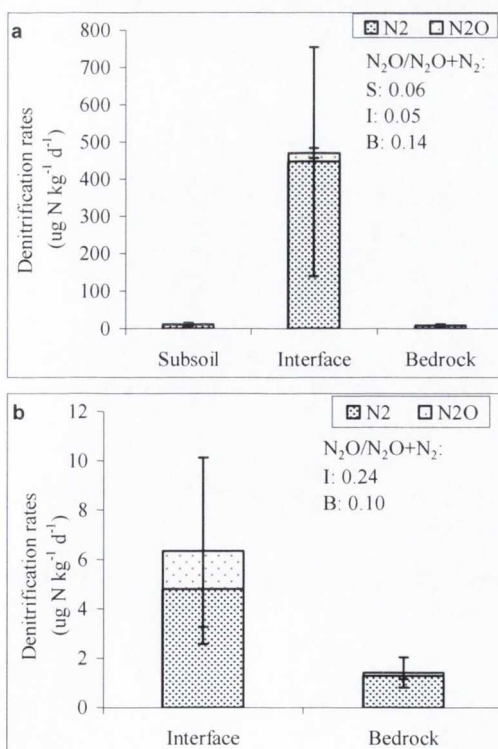 a
N2 N2O
N₂O/N₂O+N₂:
S: 0.06
I: 0.05
B: 0.14
Denitrification rates
(ug N kg⁻¹ d⁻¹)
800
700
600
500
400
300
200
100
0
Subsoil Interface Bedrock
b
N2 N2O
N₂O/N₂O+N₂:
I: 0.24
B: 0.10
Denitrification rates
(ug N kg⁻¹ d⁻¹)
12
10
8
6
4
2
0
Interface Bedrock